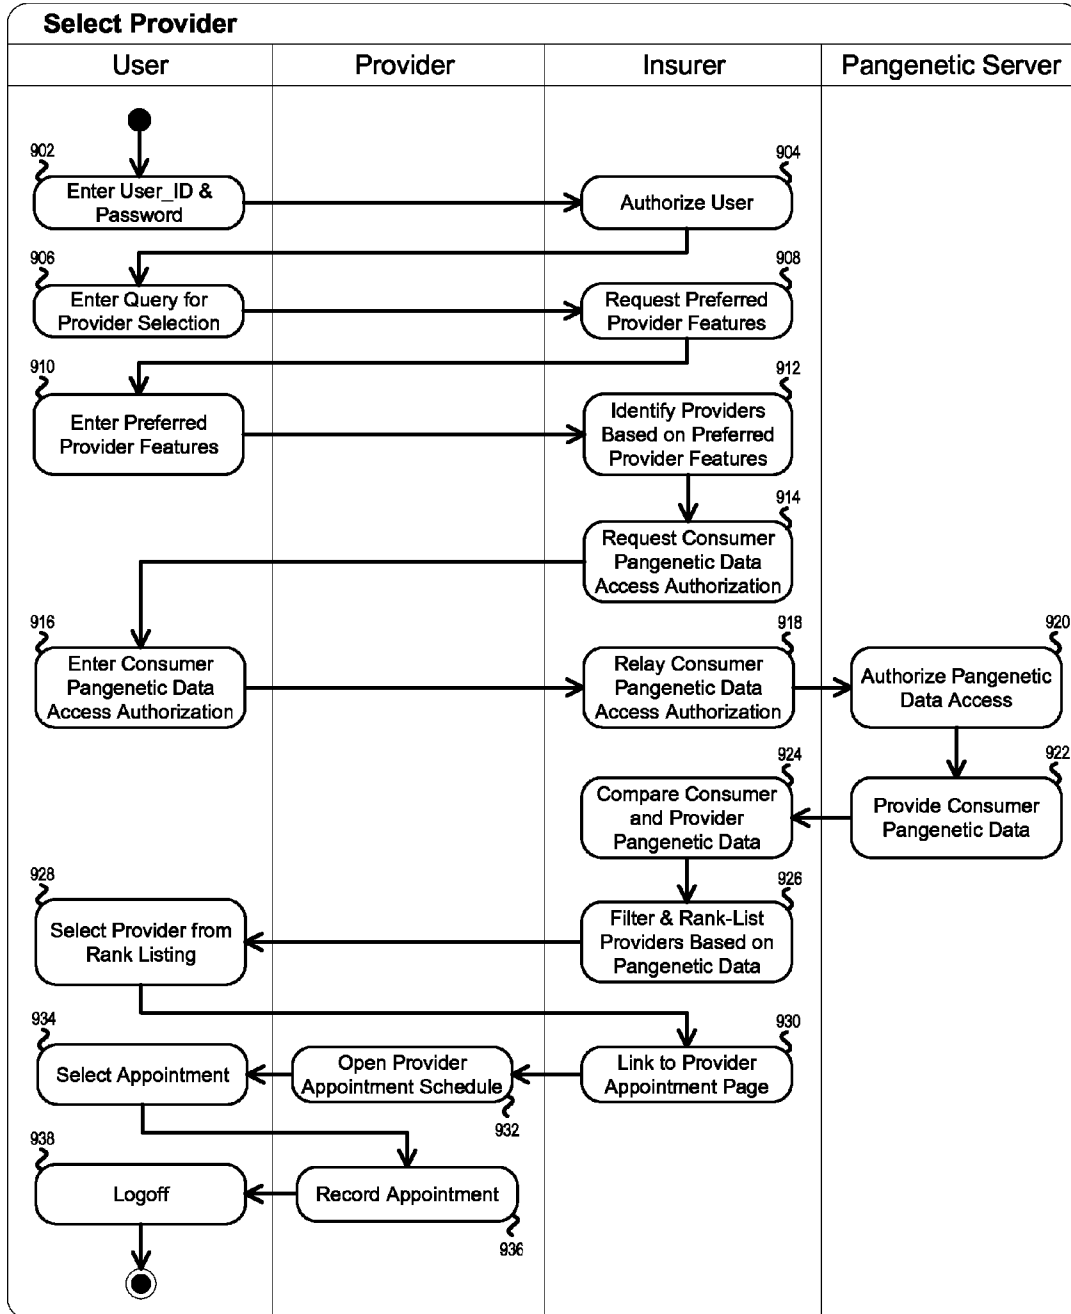 Select Provider
User
Provider
Insurer
Pangenetic Server
902
Enter User_ID &
Password
904
Authorize User
906
Enter Query for
Provider Selection
908
Request Preferred
Provider Features
910
Enter Preferred
Provider Features
912
Identify Providers
Based on Preferred
Provider Features
914
Request Consumer
Pangenetic Data
Access Authorization
916
Enter Consumer
Pangenetic Data
Access Authorization
918
Relay Consumer
Pangenetic Data
Access Authorization
920
Authorize Pangenetic
Data Access
922
Provide Consumer
Pangenetic Data
924
Compare Consumer
and Provider
Pangenetic Data
926
Filter & Rank-List
Providers Based on
Pangenetic Data
928
Select Provider from
Rank Listing
930
Link to Provider
Appointment Page
Open Provider
Appointment Schedule
932
934
Select Appointment
Record Appointment
936
938
Logoff